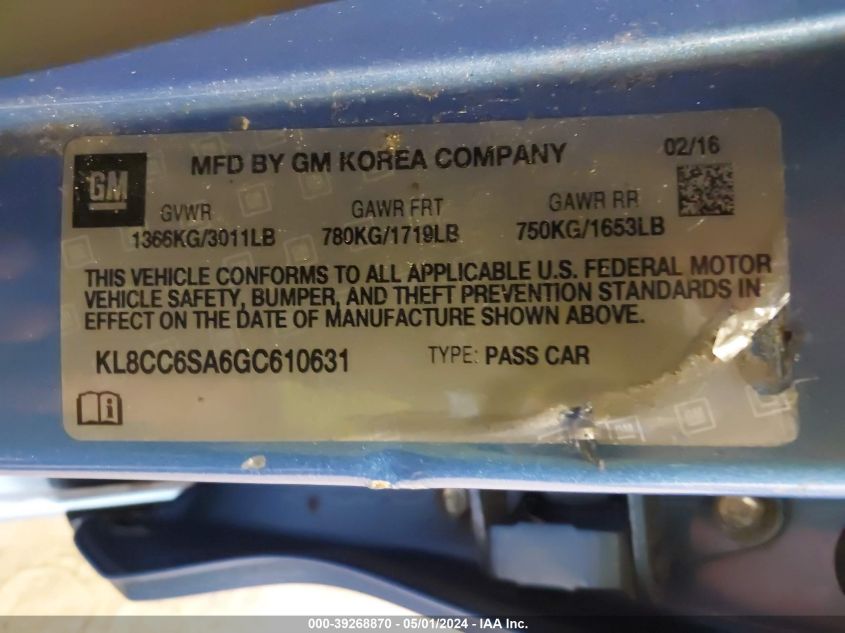 MFD BY GM KOREA COMPANY 02/16
GM
GVWR GAWR FRT GAWR RR
1366KG/3011LB 780KG/1719LB 750KG/1653LB
THIS VEHICLE CONFORMS TO ALL APPLICABLE U.S. FEDERAL MOTOR
VEHICLE SAFETY, BUMPER, AND THEFT PREVENTION STANDARDS IN
EFFECT ON THE DATE OF MANUFACTURE SHOWN ABOVE.
KL8CC6SA6GC610631 TYPE: PASS CAR
000-39268870 - 05/01/2024 - IAA Inc.